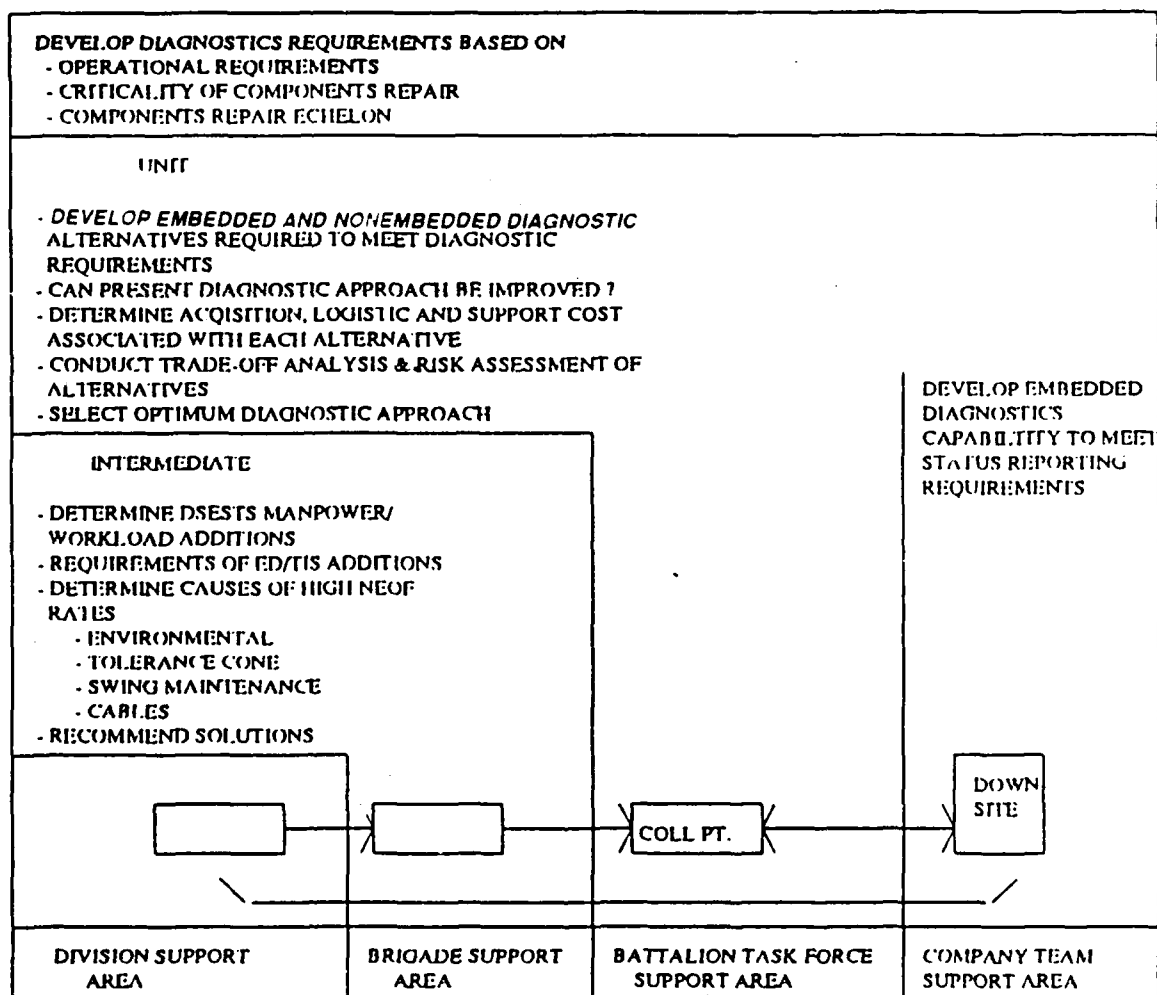 DEVELOP DIAGNOSTICS REQUIREMENTS BASED ON
- OPERATIONAL REQUIREMENTS
- CRITICALITY OF COMPONENTS REPAIR
- COMPONENTS REPAIR ECHELON
UNIT
- DEVELOP EMBEDDED AND NONEMBEDDED DIAGNOSTIC
ALTERNATIVES REQUIRED TO MEET DIAGNOSTIC
REQUIREMENTS
- CAN PRESENT DIAGNOSTIC APPROACH BE IMPROVED ?
- DETERMINE ACQISITION, LOGISTIC AND SUPPORT COST
ASSOCIATED WITH EACH ALTERNATIVE
- CONDUCT TRADE-OFF ANALYSIS & RISK ASSESSMENT OF
ALTERNATIVES
- SELECT OPTIMUM DIAGNOSTIC APPROACH
DEVELOP EMBEDDED
DIAGNOSTICS
CAPABILTITY TO MEET
STATUS REPORTING
REQUIREMENTS
INTERMEDIATE
- DETERMINE DSESTS MANPOWER/
WORKLOAD ADDITIONS
- REQUIREMENTS OF ED/TIS ADDITIONS
- DETERMINE CAUSES OF HIGH NEOF
RATES
- ENVIRONMENTAL
- TOLERANCE CONE
- SWING MAINTENANCE
- CABLES
- RECOMMEND SOLUTIONS
COLL PT.
DOWN
SITE
DIVISION SUPPORT
AREA
BRIGADE SUPPORT
AREA
BATTALION TASK FORCE
SUPPORT AREA
COMPANY TEAM
SUPPORT AREA